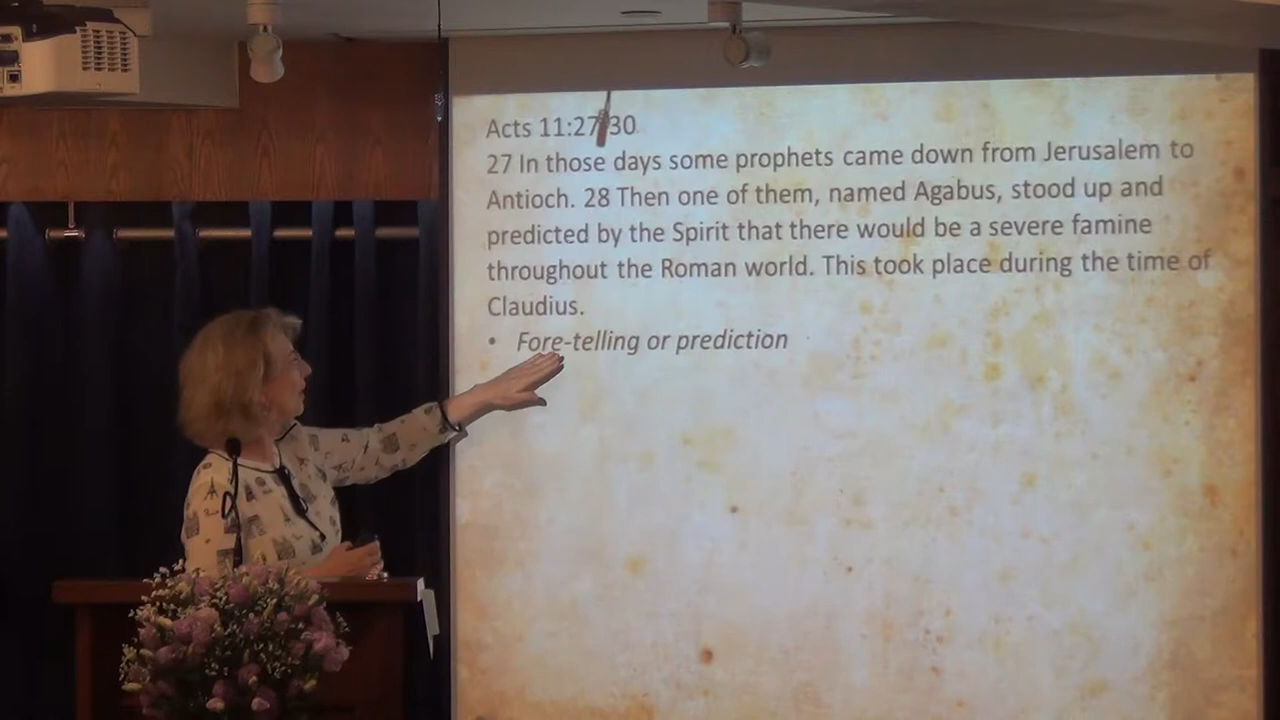 Acts 11:27-30
27 In those days some prophets came down from Jerusalem to
Antioch. 28 Then one of them, named Agabus, stood up and
predicted by the Spirit that there would be a severe famine
throughout the Roman world. This took place during the time of
Claudius.
• Fore-telling or prediction